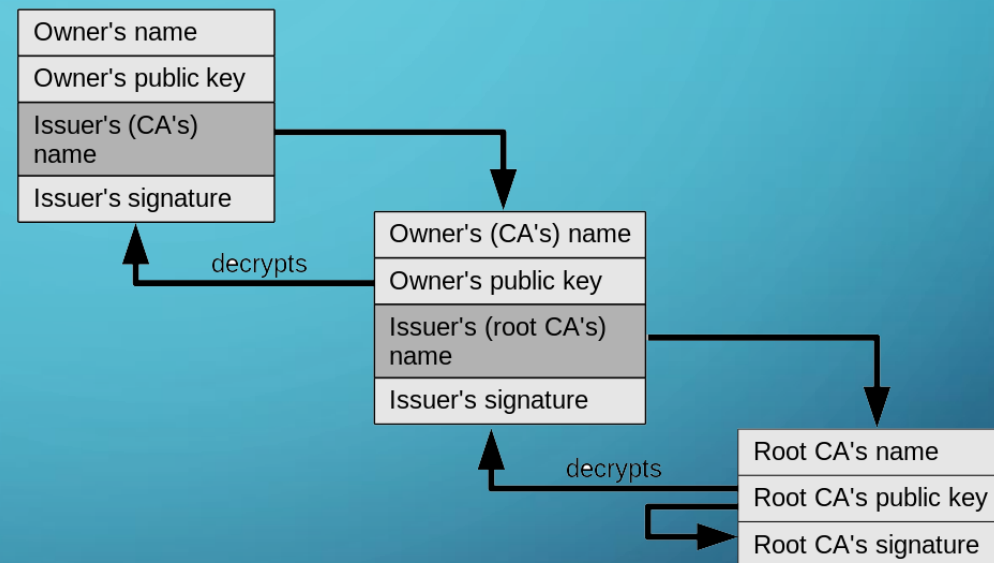 Owner's name
Owner's public key
Issuer's (CA's)
name
Issuer's signature
decrypts
Owner's (CA's) name
Owner's public key
Issuer's (root CA's)
name
Issuer's signature
decrypts
Root CA's name
Root CA's public key
Root CA's signature